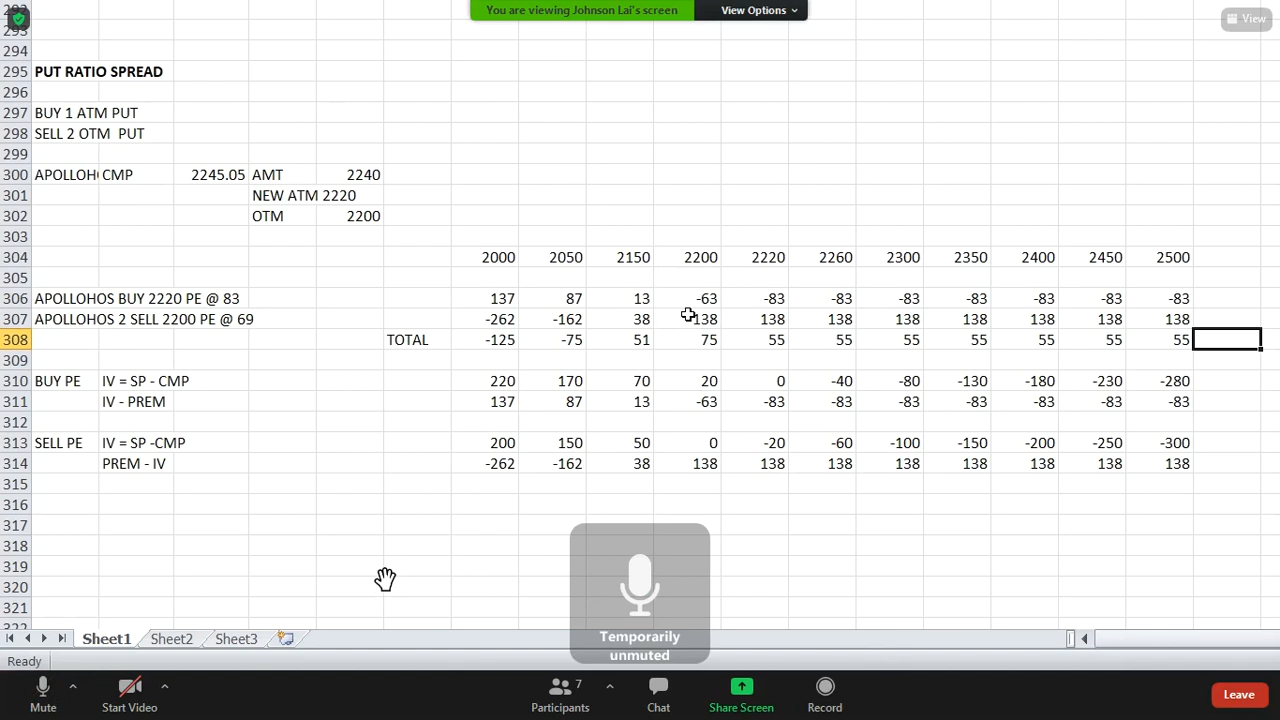 You are viewing Johnson Lai's screen View Options
View
292
293
294
295 PUT RATIO SPREAD
296
297 BUY 1 ATM PUT
298 SELL 2 OTM PUT
299
300 APOLLOH CMP 2245.05 AMT 2240
301 NEW ATM 2220
302 OTM 2200
303
304 2000 2050 2150 2200 2220 2260 2300 2350 2400 2450 2500
305
306 APOLLOHOS BUY 2220 PE @ 83 137 87 13 -63 -83 -83 -83 -83 -83 -83 -83
307 APOLLOHOS 2 SELL 2200 PE @ 69 -262 -162 38 138 138 138 138 138 138 138 138
308 TOTAL -125 -75 51 75 55 55 55 55 55 55 55
309
310 BUY PE IV = SP - CMP 220 170 70 20 0 -40 -80 -130 -180 -230 -280
311 IV - PREM 137 87 13 -63 -83 -83 -83 -83 -83 -83 -83
312
313 SELL PE IV = SP -CMP 200 150 50 0 -20 -60 -100 -150 -200 -250 -300
314 PREM - IV -262 -162 38 138 138 138 138 138 138 138 138
315
316
317
318
319
320
321
322
Temporarily
unmuted
Sheet1 Sheet2 Sheet3
Ready
7
Mute Start Video Participants Chat Share Screen Record Leave